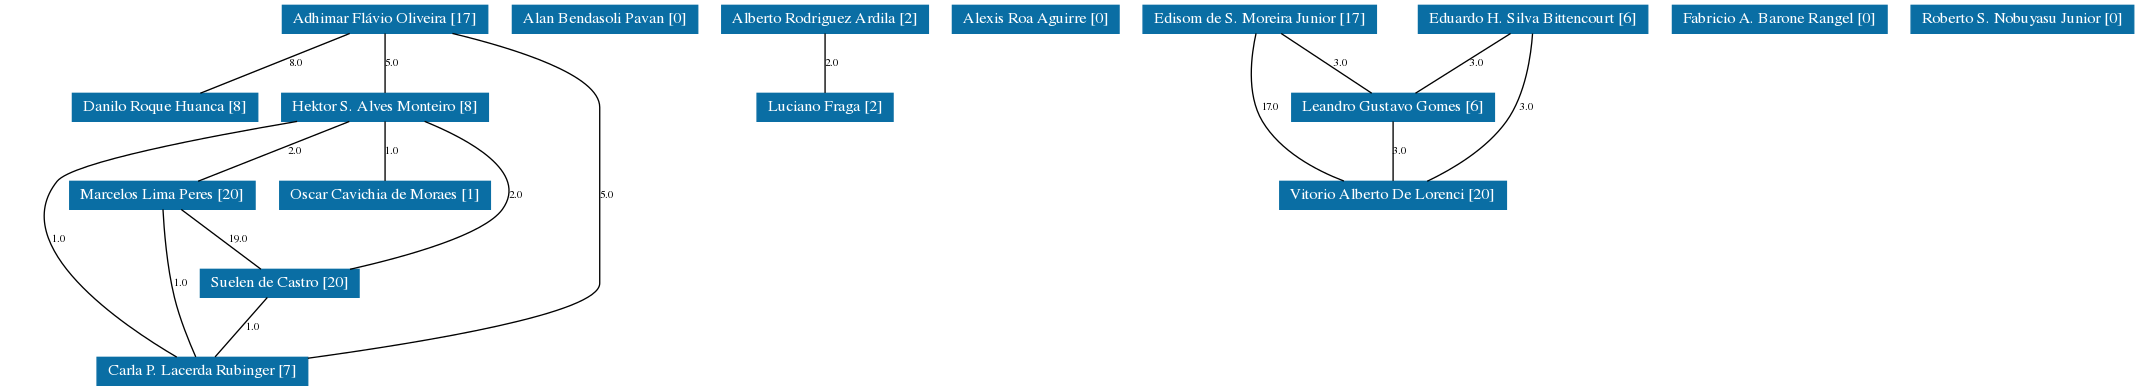 Adhimar Flávio Oliveira [17]
Alan Bendasoli Pavan [0]
Alberto Rodriguez Ardila [2]
Alexis Roa Aguirre [0]
Edisom de S. Moreira Junior [17]
Eduardo H. Silva Bittencourt [6]
Fabricio A. Barone Rangel [0]
Roberto S. Nobuyasu Junior [0]
8.0
5.0
2.0
3.0
3.0
Danilo Roque Huanca [8]
Hektor S. Alves Monteiro [8]
Luciano Fraga [2]
17.0
Leandro Gustavo Gomes [6]
3.0
2.0
1.0
3.0
Marcelos Lima Peres [20]
Oscar Cavichia de Moraes [1]
2.0
5.0
Vitorio Alberto De Lorenci [20]
1.0
19.0
1.0
Suelen de Castro [20]
1.0
Carla P. Lacerda Rubinger [7]